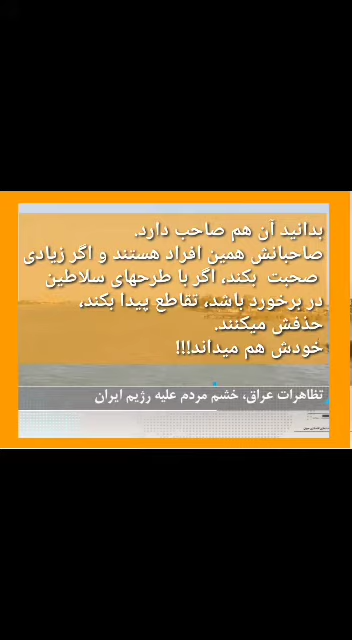 بدانید آن هم صاحب دارد.
صاحبانش همین افراد هستند و اگر زیادی
صحبت بکند، اگر با طرحهای سلاطین
در برخورد باشد، تقاطع پیدا بکند،
حذفش میکنند.
خودش هم میداند!!!
تظاهرات عراق، خشم مردم علیه رژیم ایران